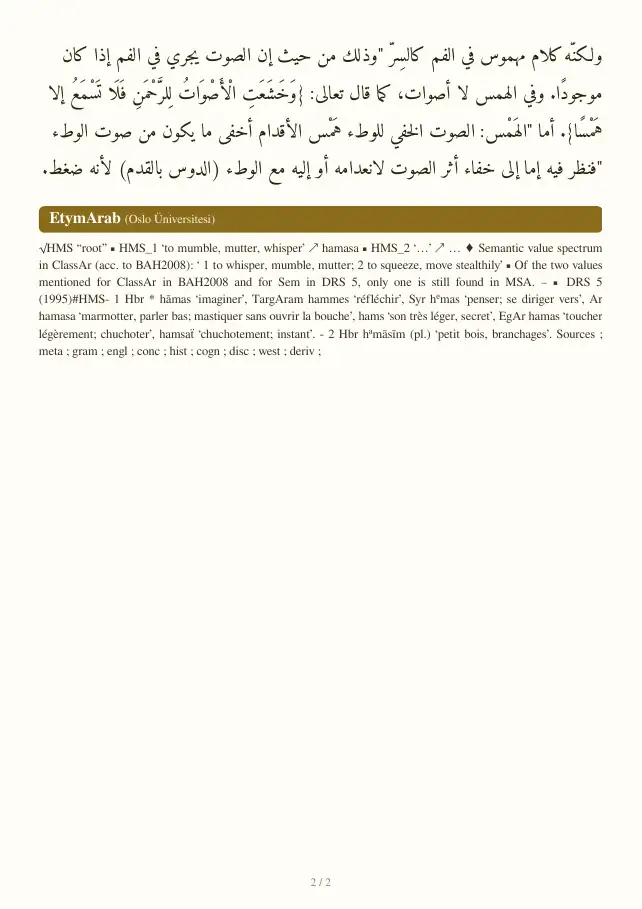 ولكنّه كلام مهموس في الفم كالسِرّ "وذلك من حيث إن الصوت يجري في الفم إذا كان
موجودًا. وفي الهمس لا أصوات، كما قال تعالى: {وَخَشَعَتِ الْأَصْوَاتُ لِلرَّحْمَنِ فَلَا تَسْمَعُ إلا
هَمْسًا}. أما "الهَمْس: الصوت الخفي للوطء هَمْس الأقدام أخفى ما يكون من صوت الوطء
"فنظر فيه إما إلى خفاء أثر الصوت لانعدامه أو إليه مع الوطء (الدوس بالقدم) لأنه ضغط.
EtymArab (Oslo Üniversitesi)
√HMS “root” ▪ HMS_1 ‘to mumble, mutter, whisper’ ↗ hamasa ▪ HMS_2 ‘…’ ↗ … ♦ Semantic value spectrum
in ClassAr (acc. to BAH2008): ‘ 1 to whisper, mumble, mutter; 2 to squeeze, move stealthily’ ▪ Of the two values
mentioned for ClassAr in BAH2008 and for Sem in DRS 5, only one is still found in MSA. – ▪ DRS 5
(1995)#HMS- 1 Hbr * hāmas ‘imaginer’, TargAram hammes ‘réfléchir’, Syr hᵉmas ‘penser; se diriger vers’, Ar
hamasa ‘marmotter, parler bas; mastiquer sans ouvrir la bouche’, hams ‘son très léger, secret’, EgAr hamas ‘toucher
légèrement; chuchoter’, hamsaẗ ‘chuchotement; instant’. - 2 Hbr hᵃmāsīm (pl.) ‘petit bois, branchages’. Sources ;
meta ; gram ; engl ; conc ; hist ; cogn ; disc ; west ; deriv ;
2 / 2